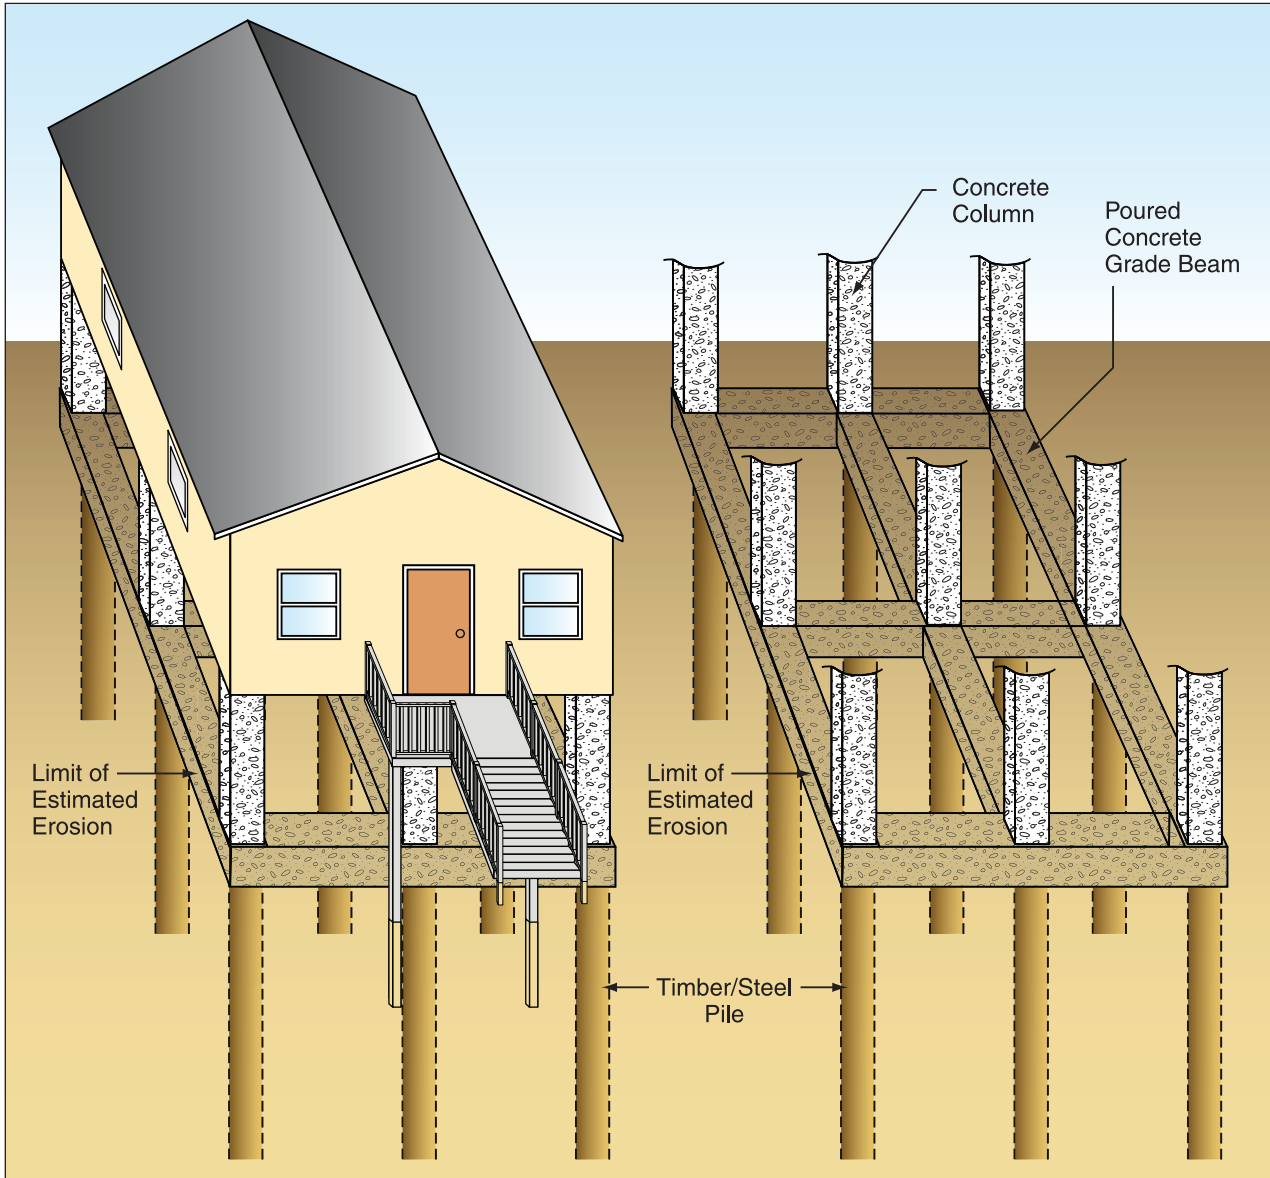 Concrete
Column
Poured
Concrete
Grade Beam
Limit of
Estimated
Erosion
Limit of
Estimated
Erosion
Timber/Steel
Pile